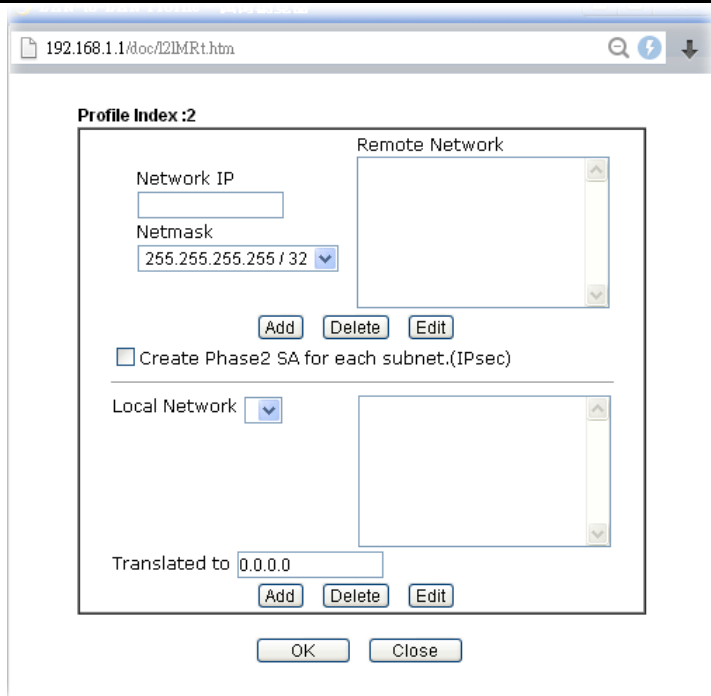 192.168.1.1/doc/l2lMRt.htm
Profile Index :2
Remote Network
Network IP
Netmask
255.255.255.255 / 32
Add Delete Edit
Create Phase2 SA for each subnet.(IPsec)
Local Network
Translated to 0.0.0.0
Add Delete Edit
OK Close